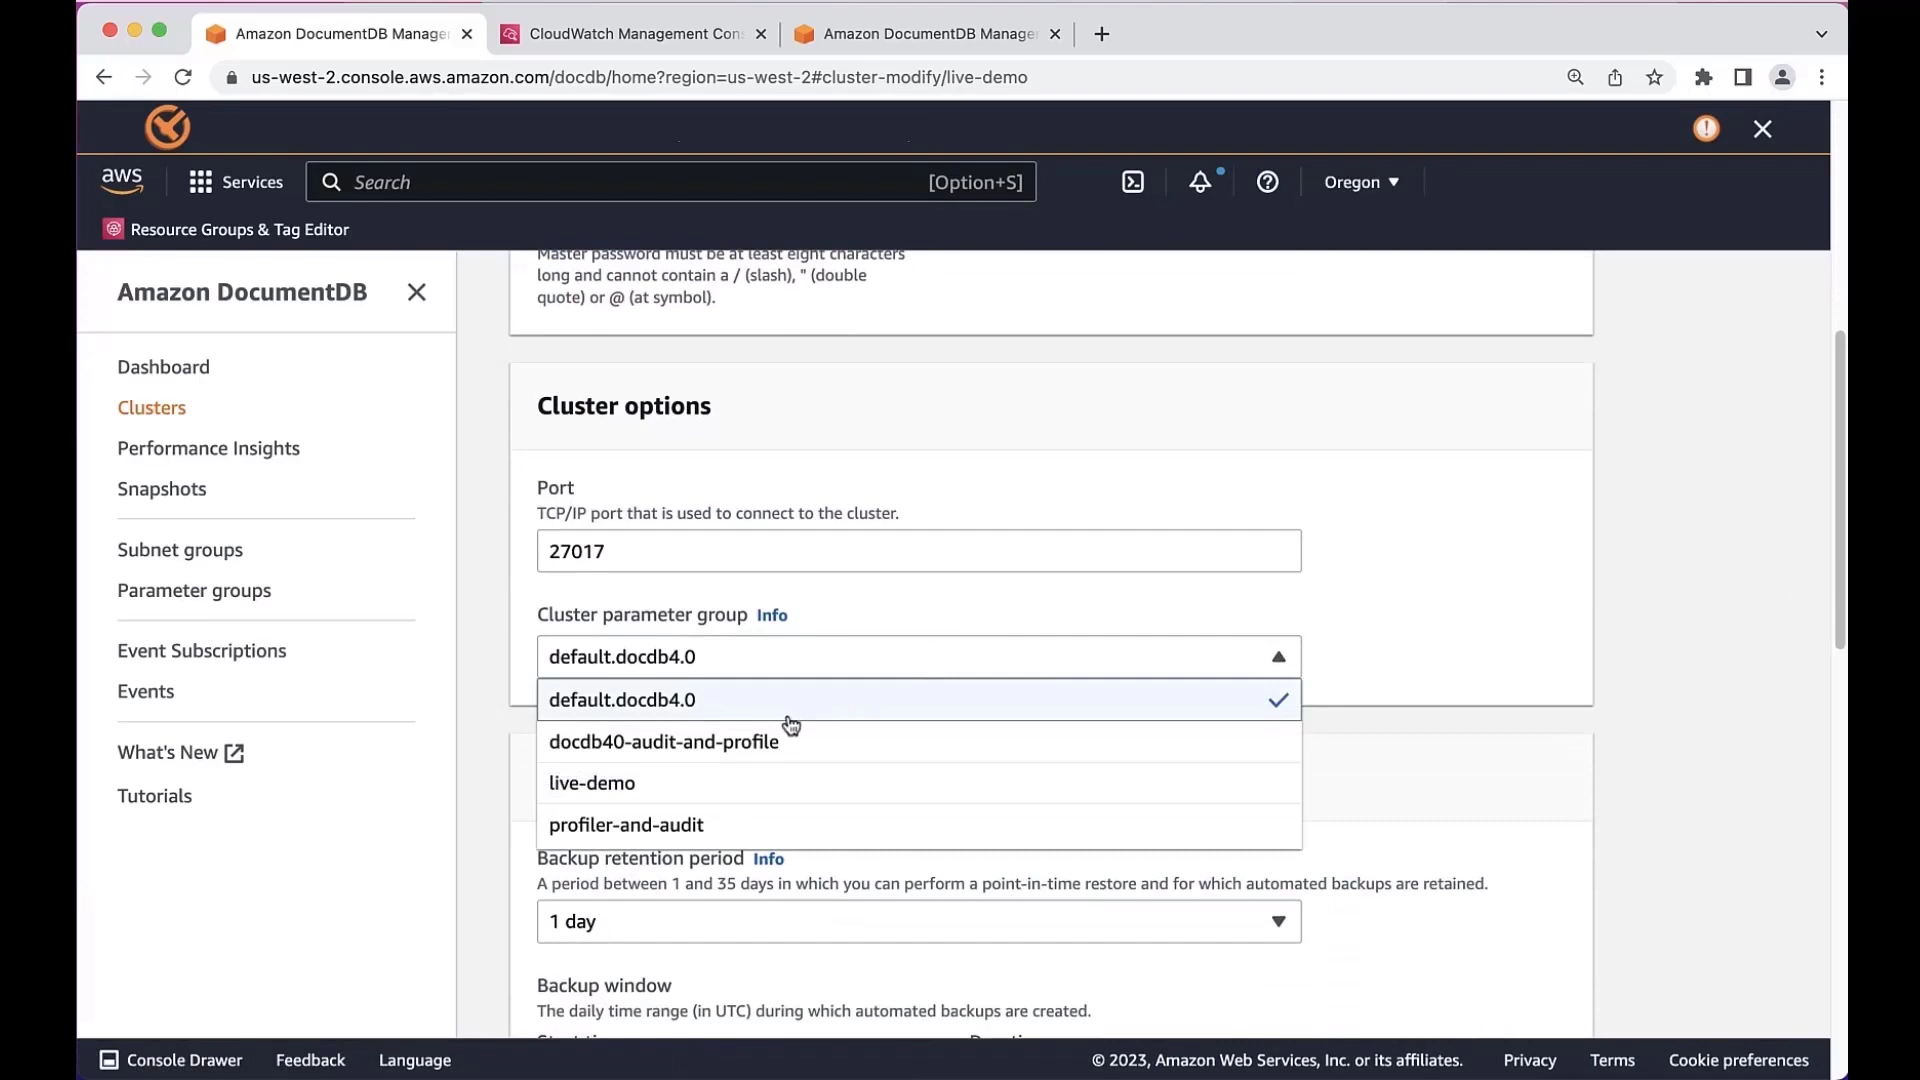 Amazon DocumentDB Manage
CloudWatch Management Con
Amazon DocumentDB Manage
us-west-2.console.aws.amazon.com/docdb/home?region=us-west-2#cluster-modify/live-demo
aws
Services
Search
[Option+S]
Oregon
Resource Groups & Tag Editor
Amazon DocumentDB
Dashboard
Clusters
Performance Insights
Snapshots
Subnet groups
Parameter groups
Event Subscriptions
Events
What's New
Tutorials
Master password must be at least eight characters
long and cannot contain a / (slash), " (double
quote) or @ (at symbol).
Cluster options
Port
TCP/IP port that is used to connect to the cluster.
27017
Cluster parameter group Info
default.docdb4.0
default.docdb4.0
docdb40-audit-and-profile
live-demo
profiler-and-audit
Backup retention period Info
A period between 1 and 35 days in which you can perform a point-in-time restore and for which automated backups are retained.
1 day
Backup window
The daily time range (in UTC) during which automated backups are created.
Console Drawer
Feedback
Language
© 2023, Amazon Web Services, Inc. or its affiliates.
Privacy
Terms
Cookie preferences